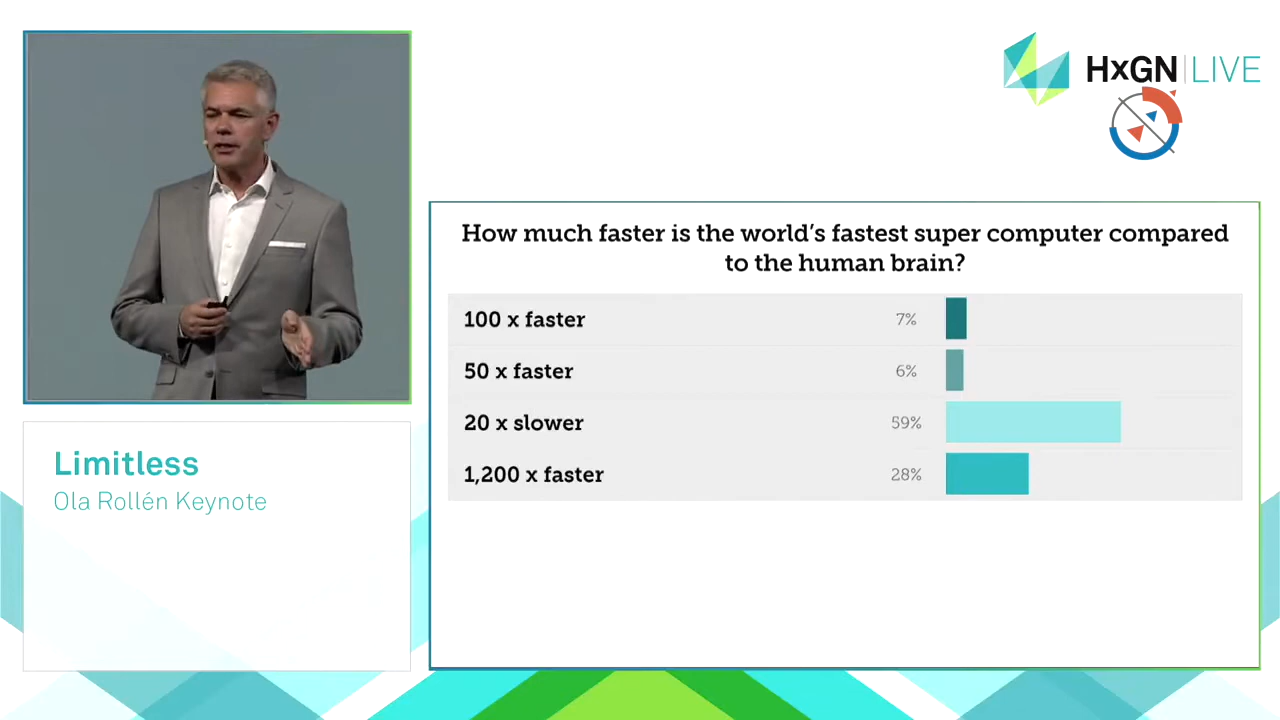 HxGN LIVE
How much faster is the world's fastest super computer compared
to the human brain?
100 x faster 7%
50 x faster 6%
20 x slower 59%
1,200 x faster 28%
Limitless
Ola Rollén Keynote